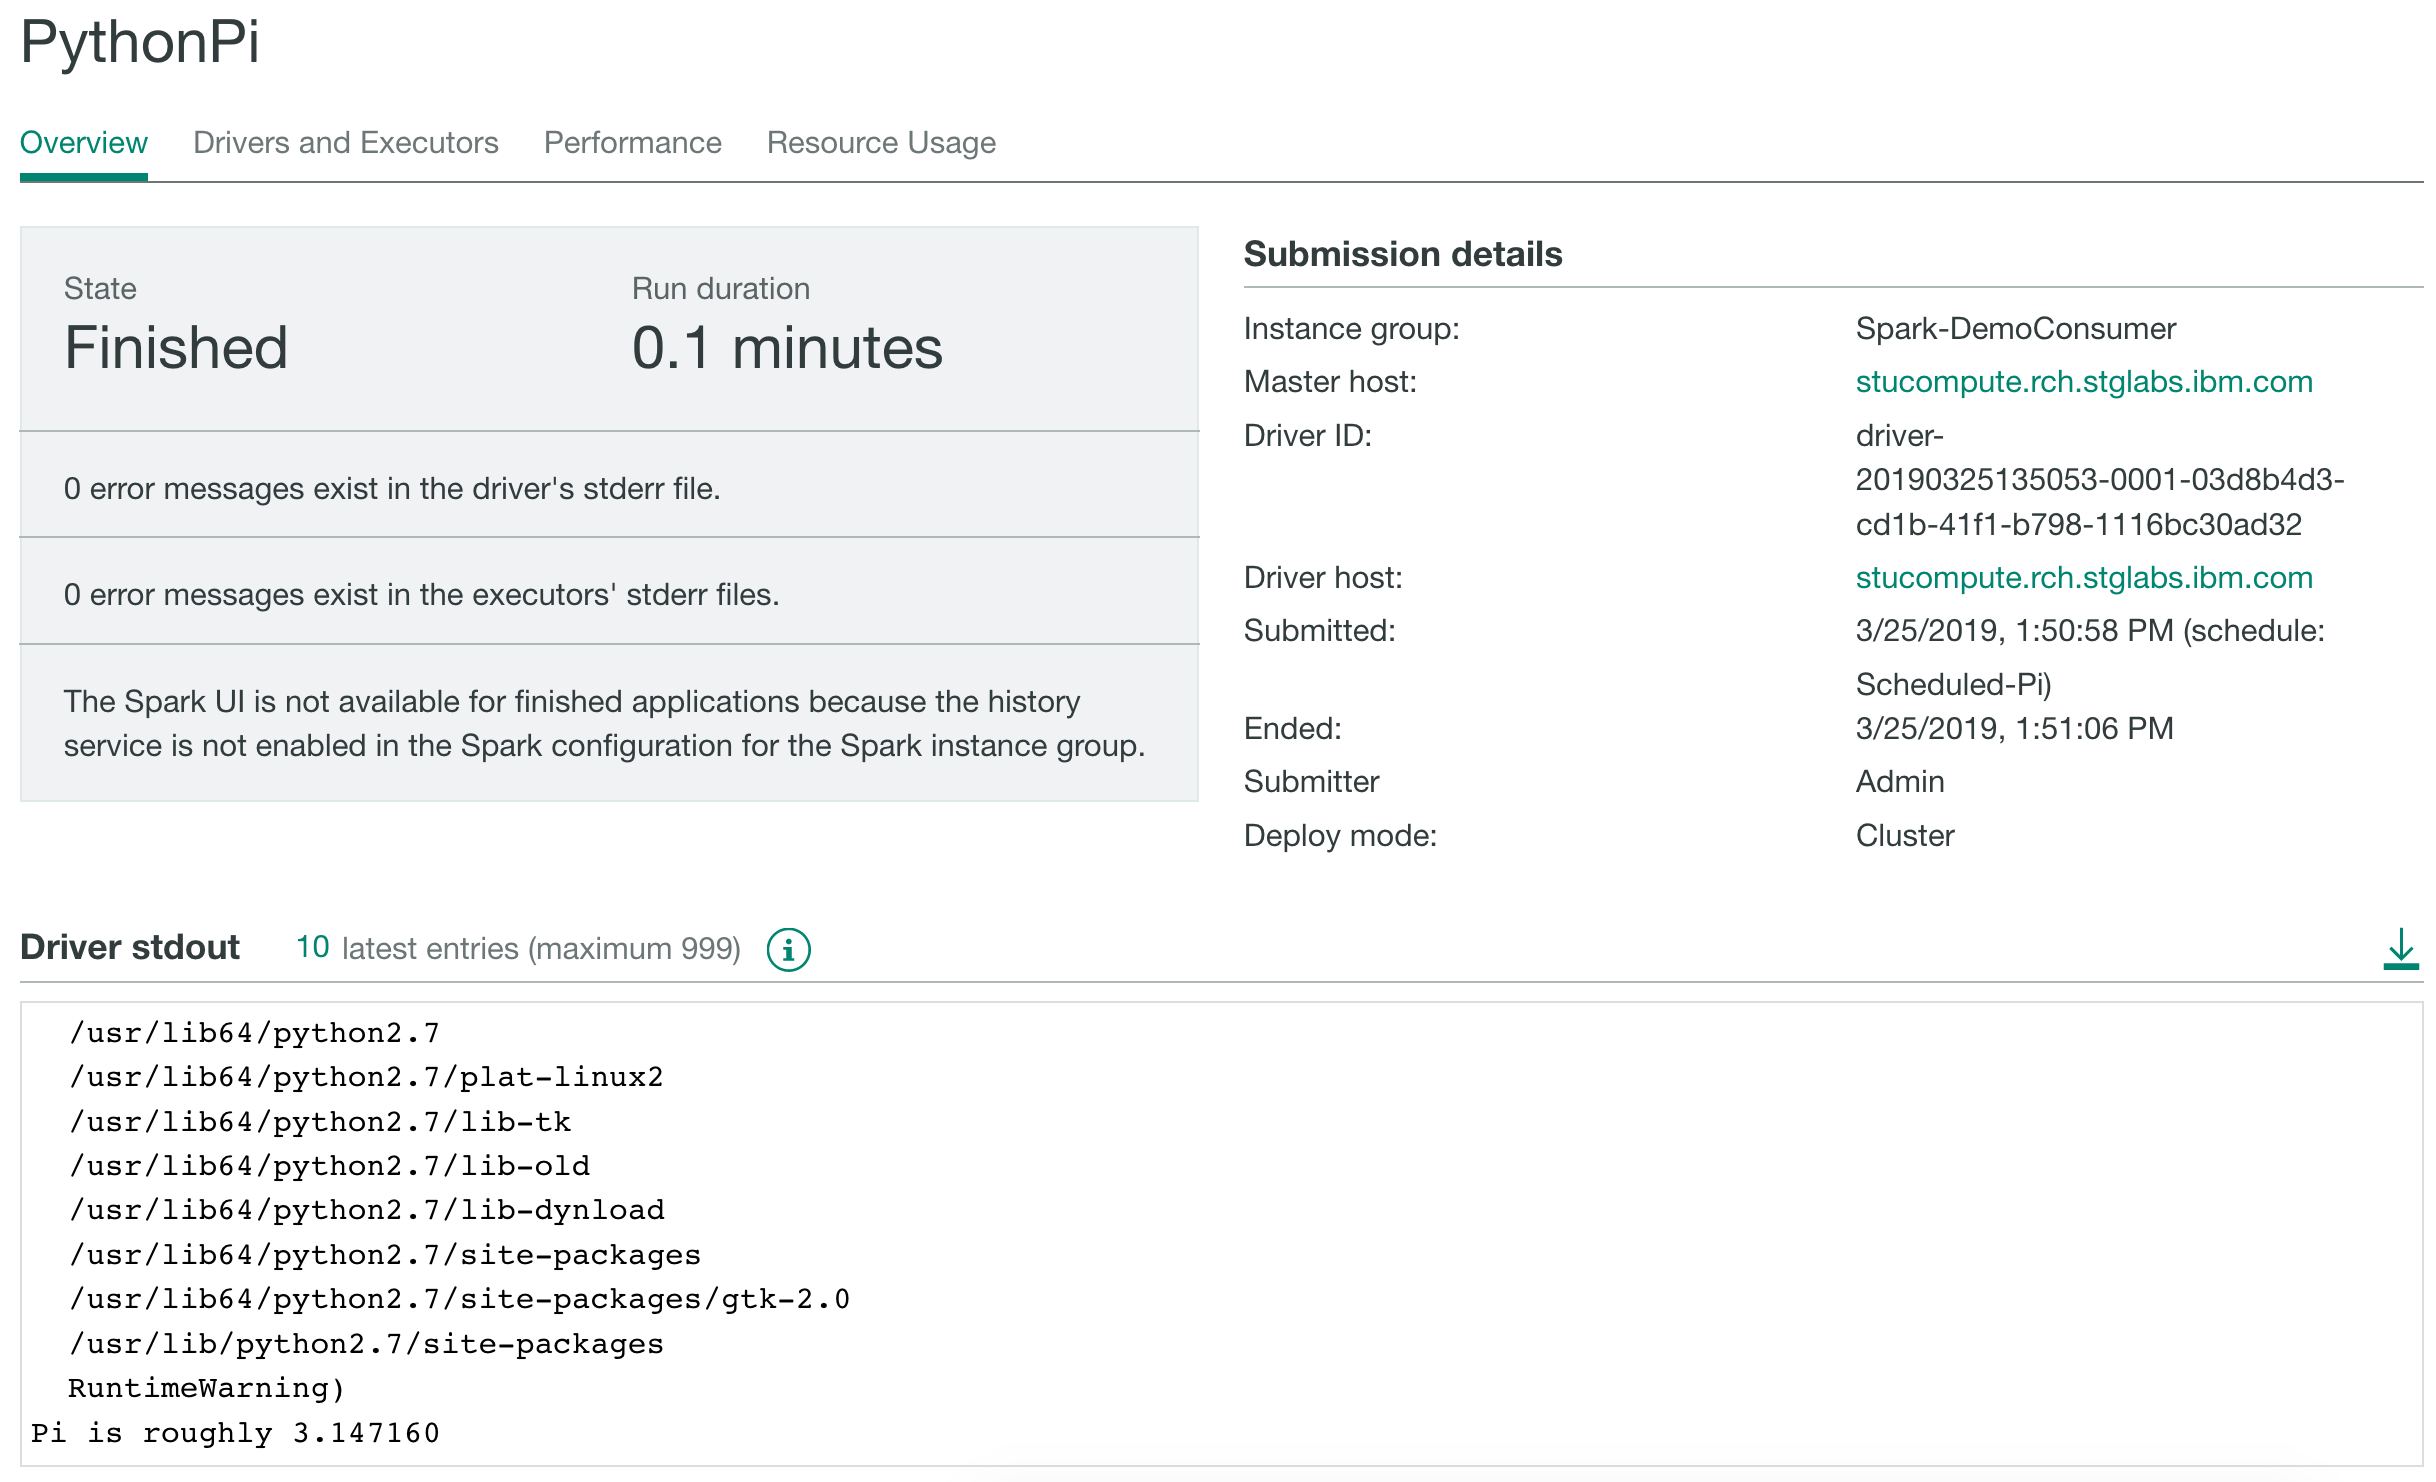 PythonPi
Overview Drivers and Executors Performance Resource Usage
State Run duration
Finished 0.1 minutes
0 error messages exist in the driver's stderr file.
0 error messages exist in the executors' stderr files.
The Spark UI is not available for finished applications because the history
service is not enabled in the Spark configuration for the Spark instance group.
Submission details
Instance group: Spark-DemoConsumer
Master host: stucompute.rch.stglabs.ibm.com
Driver ID: driver-
20190325135053-0001-03d8b4d3-
cd1b-41f1-b798-1116bc30ad32
Driver host: stucompute.rch.stglabs.ibm.com
Submitted: 3/25/2019, 1:50:58 PM (schedule:
Scheduled-Pi)
Ended: 3/25/2019, 1:51:06 PM
Submitter Admin
Deploy mode: Cluster
Driver stdout 10 latest entries (maximum 999)
/usr/lib64/python2.7
/usr/lib64/python2.7/plat-linux2
/usr/lib64/python2.7/lib-tk
/usr/lib64/python2.7/lib-old
/usr/lib64/python2.7/lib-dynload
/usr/lib64/python2.7/site-packages
/usr/lib64/python2.7/site-packages/gtk-2.0
/usr/lib/python2.7/site-packages
RuntimeWarning)
Pi is roughly 3.147160